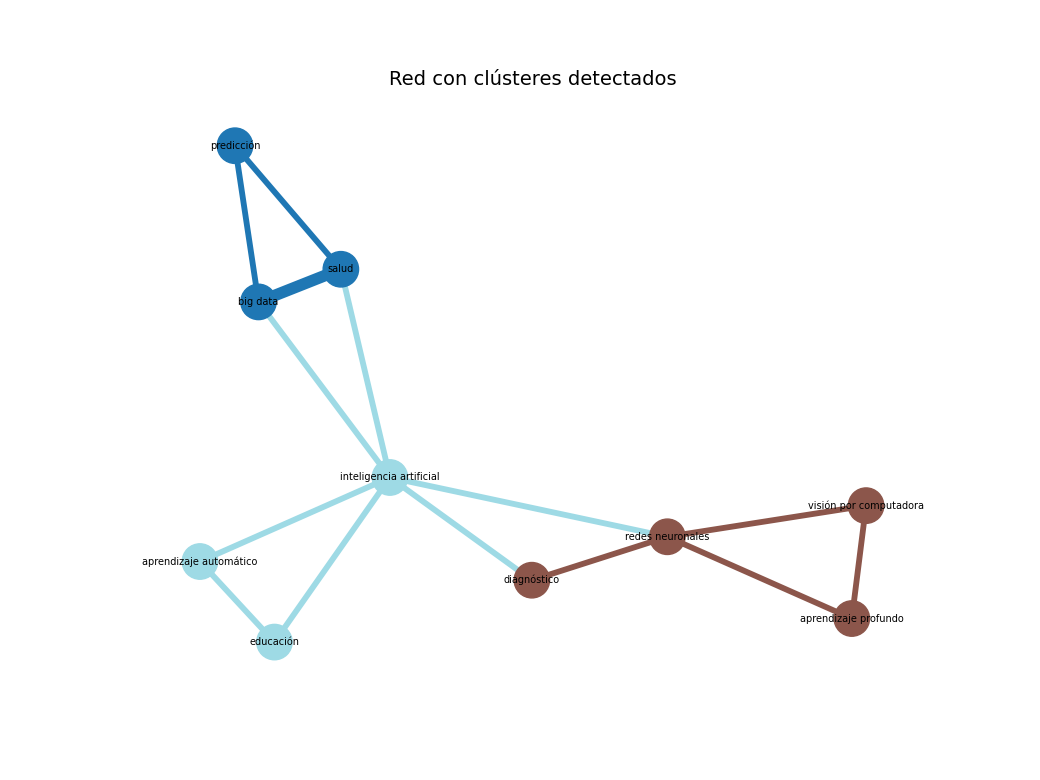 Red con clústeres detectados
predicción
salud
big data
inteligencia artificial
visión por computadora
redes neuronales
aprendizaje automático
diagnóstico
aprendizaje profundo
educación